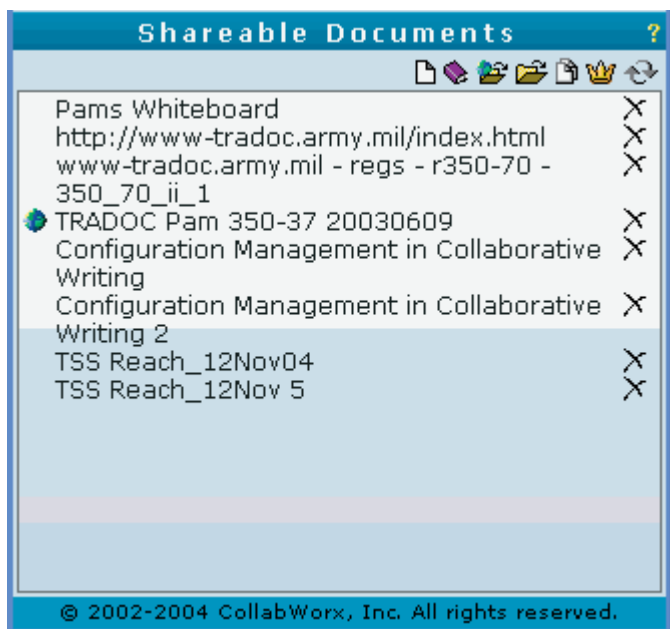 Shareable Documents ?
Pams Whiteboard
http://www-tradoc.army.mil/index.html
www-tradoc.army.mil - regs - r350-70 -
350_70_ii_1
TRADOC Pam 350-37 20030609
Configuration Management in Collaborative
Writing
Configuration Management in Collaborative
Writing 2
TSS Reach_12Nov04
TSS Reach_12Nov 5
© 2002-2004 CollabWorx, Inc. All rights reserved.